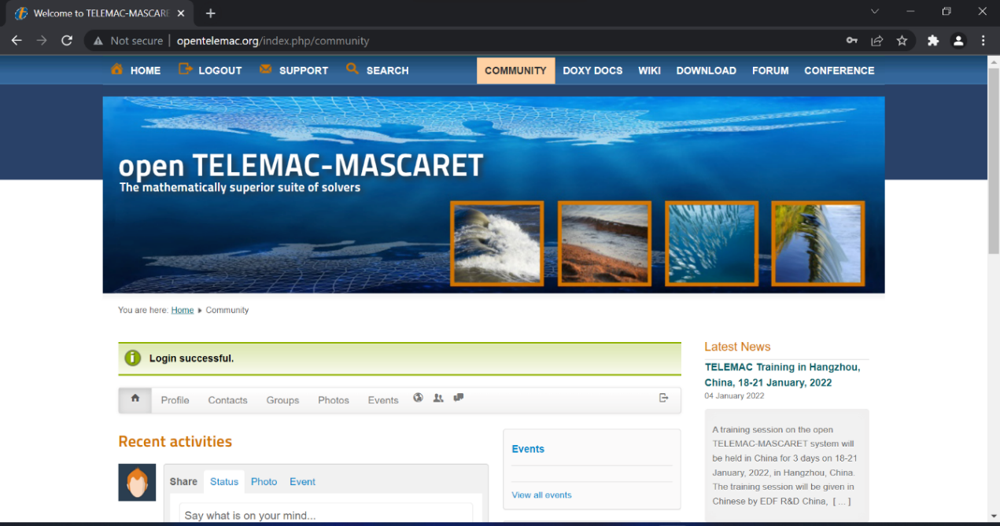 Welcome to TELEMAC-MASCARE
Not secure | opentelemac.org/index.php/community
HOME LOGOUT SUPPORT SEARCH COMMUNITY DOXY DOCS WIKI DOWNLOAD FORUM CONFERENCE
open TELEMAC-MASCARET
The mathematically superior suite of solvers
You are here: Home Community
Login successful.
Profile Contacts Groups Photos Events
Recent activities
Share Status Photo Event
Say what is on your mind...
Events
View all events
Latest News
TELEMAC Training in Hangzhou,
China, 18-21 January, 2022
04 January 2022
A training session on the open
TELEMAC-MASCARET system will
be held in China for 3 days on 18-21
January, 2022, in Hangzhou, China.
The training session will be given in
Chinese by EDF R&D China, [ ... ]